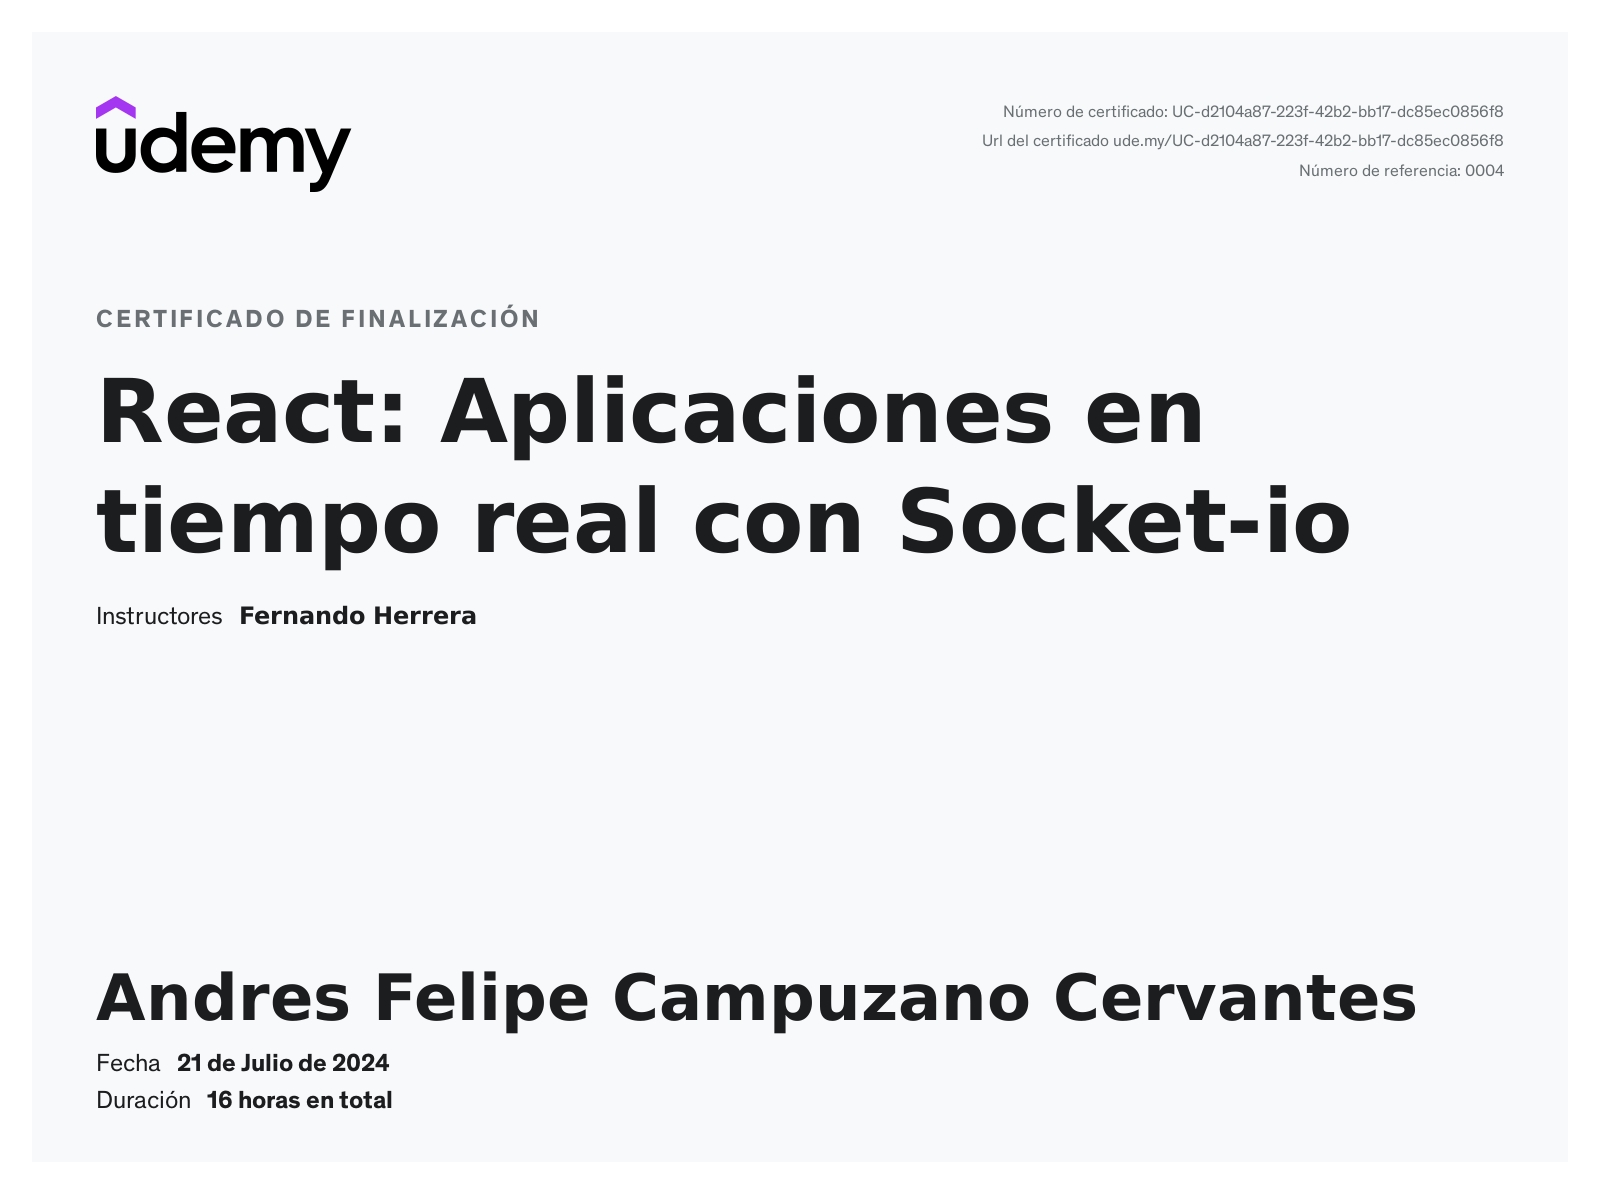 udemy
Número de certificado: UC-d2104a87-223f-42b2-bb17-dc85ec0856f8
Url del certificado ude.my/UC-d2104a87-223f-42b2-bb17-dc85ec0856f8
Número de referencia: 0004
CERTIFICADO DE FINALIZACIÓN
React: Aplicaciones en
tiempo real con Socket-io
Instructores Fernando Herrera
Andres Felipe Campuzano Cervantes
Fecha 21 de Julio de 2024
Duración 16 horas en total